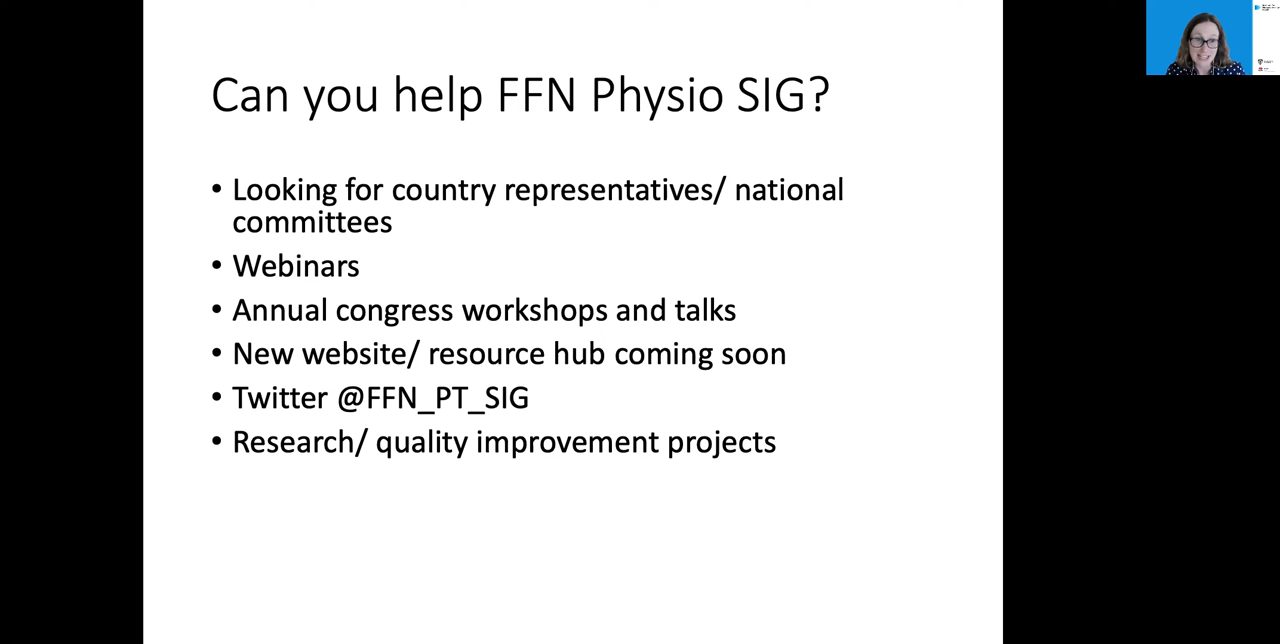 Can you help FFN Physio SIG?
• Looking for country representatives/ national
committees
• Webinars
• Annual congress workshops and talks
• New website/ resource hub coming soon
• Twitter @FFN_PT_SIG
• Research/ quality improvement projects